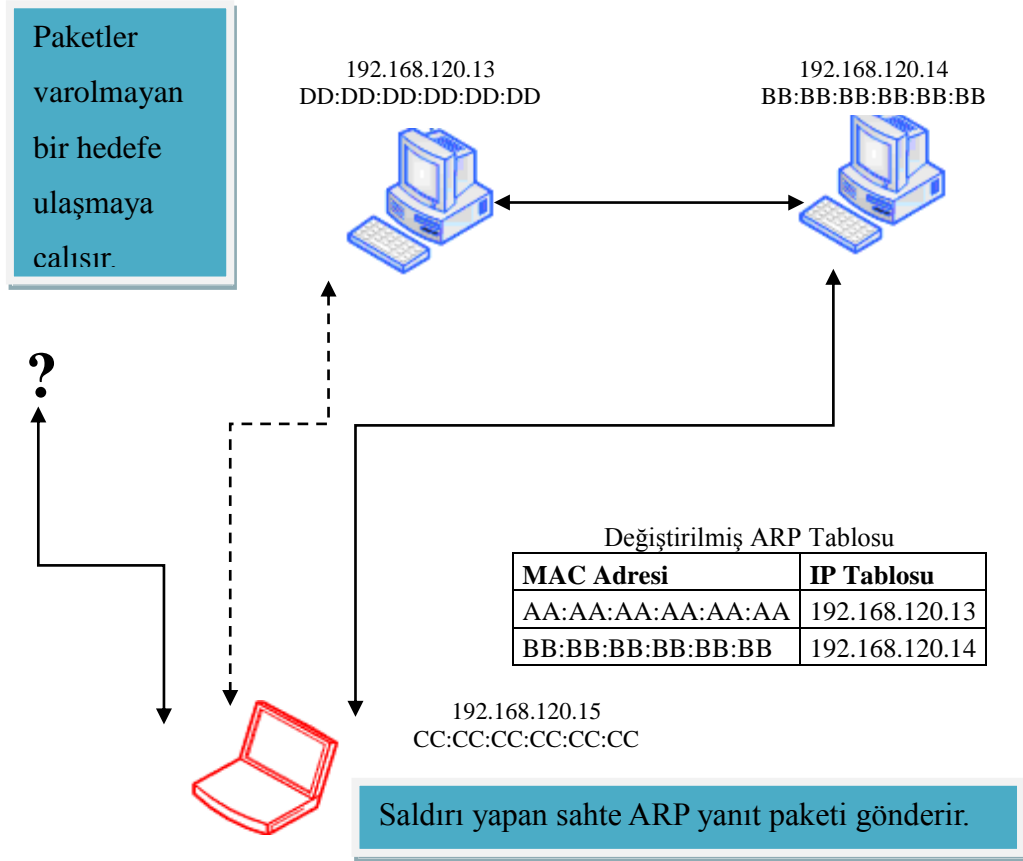 Paketler
varolmayan
bir hedefe
ulaşmaya
çalışır.
192.168.120.13
DD:DD:DD:DD:DD:DD
192.168.120.14
BB:BB:BB:BB:BB:BB
?
Değiştirilmiş ARP Tablosu
MAC Adresi IP Tablosu
AA:AA:AA:AA:AA:AA 192.168.120.13
BB:BB:BB:BB:BB:BB 192.168.120.14
192.168.120.15
CC:CC:CC:CC:CC:CC
Saldırı yapan sahte ARP yanıt paketi gönderir.